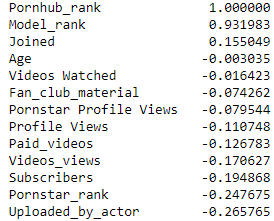 Pornhub_rank 1.000000
Model_rank 0.931983
Joined 0.155049
Age -0.003035
Videos Watched -0.016423
Fan_club_material -0.074262
Pornstar Profile Views -0.079544
Profile Views -0.110748
Paid_videos -0.126783
Videos_views -0.170627
Subscribers -0.194868
Pornstar_rank -0.247675
Uploaded_by_actor -0.265765